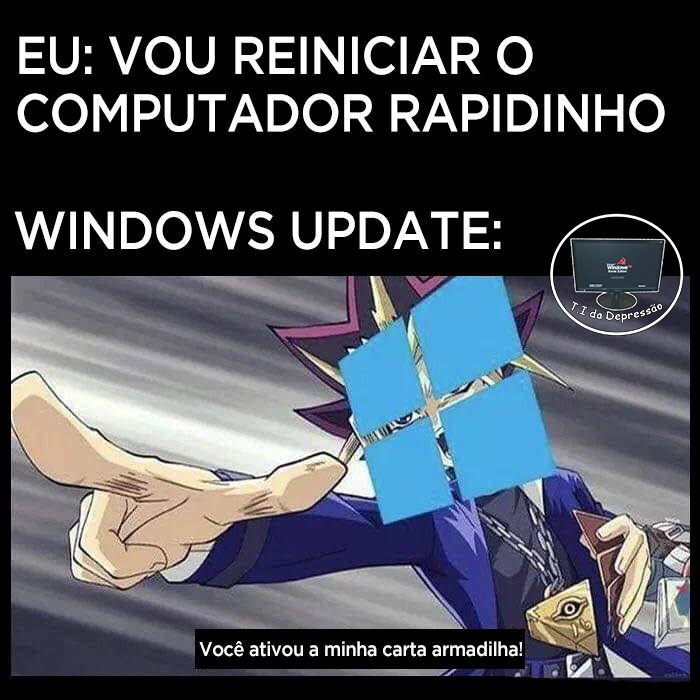 EU: VOU REINICIAR O
COMPUTADOR RAPIDINHO
WINDOWS UPDATE:
Windows
T.I da Depressão
Você ativou a minha carta armadilha!